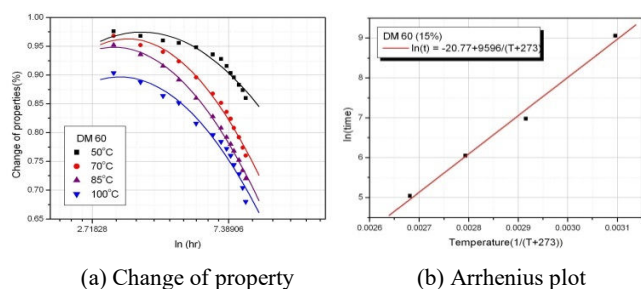 1.00
0.95
0.90
0.85
0.80
0.75
0.70
0.65
Change of properties(%)
DM 60
50°C
70°C
85°C
100°C
2.71828
7.38906
ln (hr)
(a) Change of property
9
8
7
6
5
ln(time)
DM 60 (15%)
ln(t) = -20.77+9596/(T+273)
0.0026
0.0027
0.0028
0.0029
0.0030
0.0031
Temperature(1/(T+273))
(b) Arrhenius plot